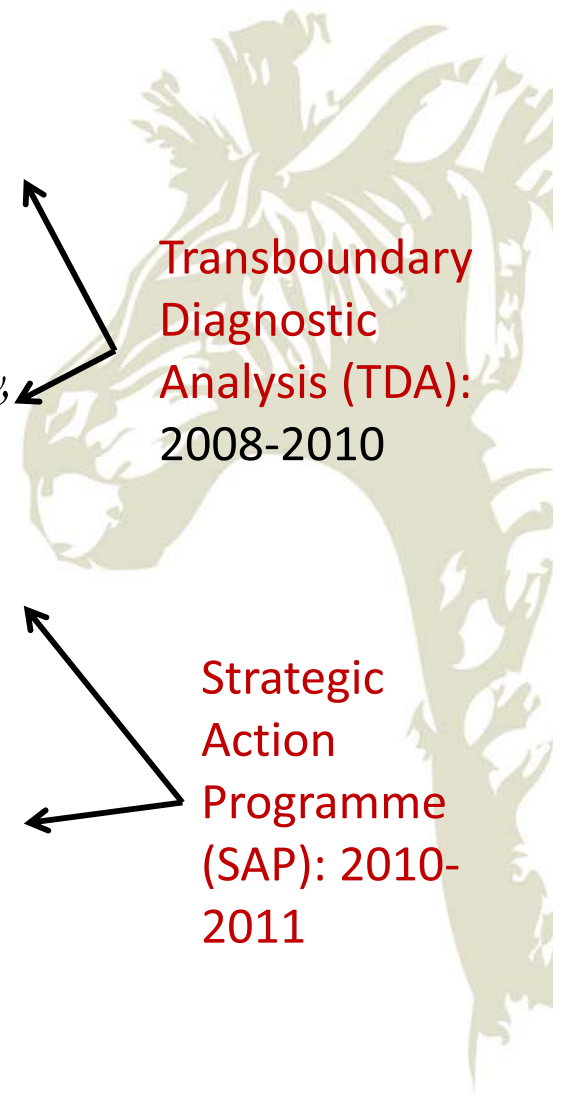 Transboundary
Diagnostic
Analysis (TDA):
2008-2010
Strategic
Action
Programme
(SAP): 2010-
2011